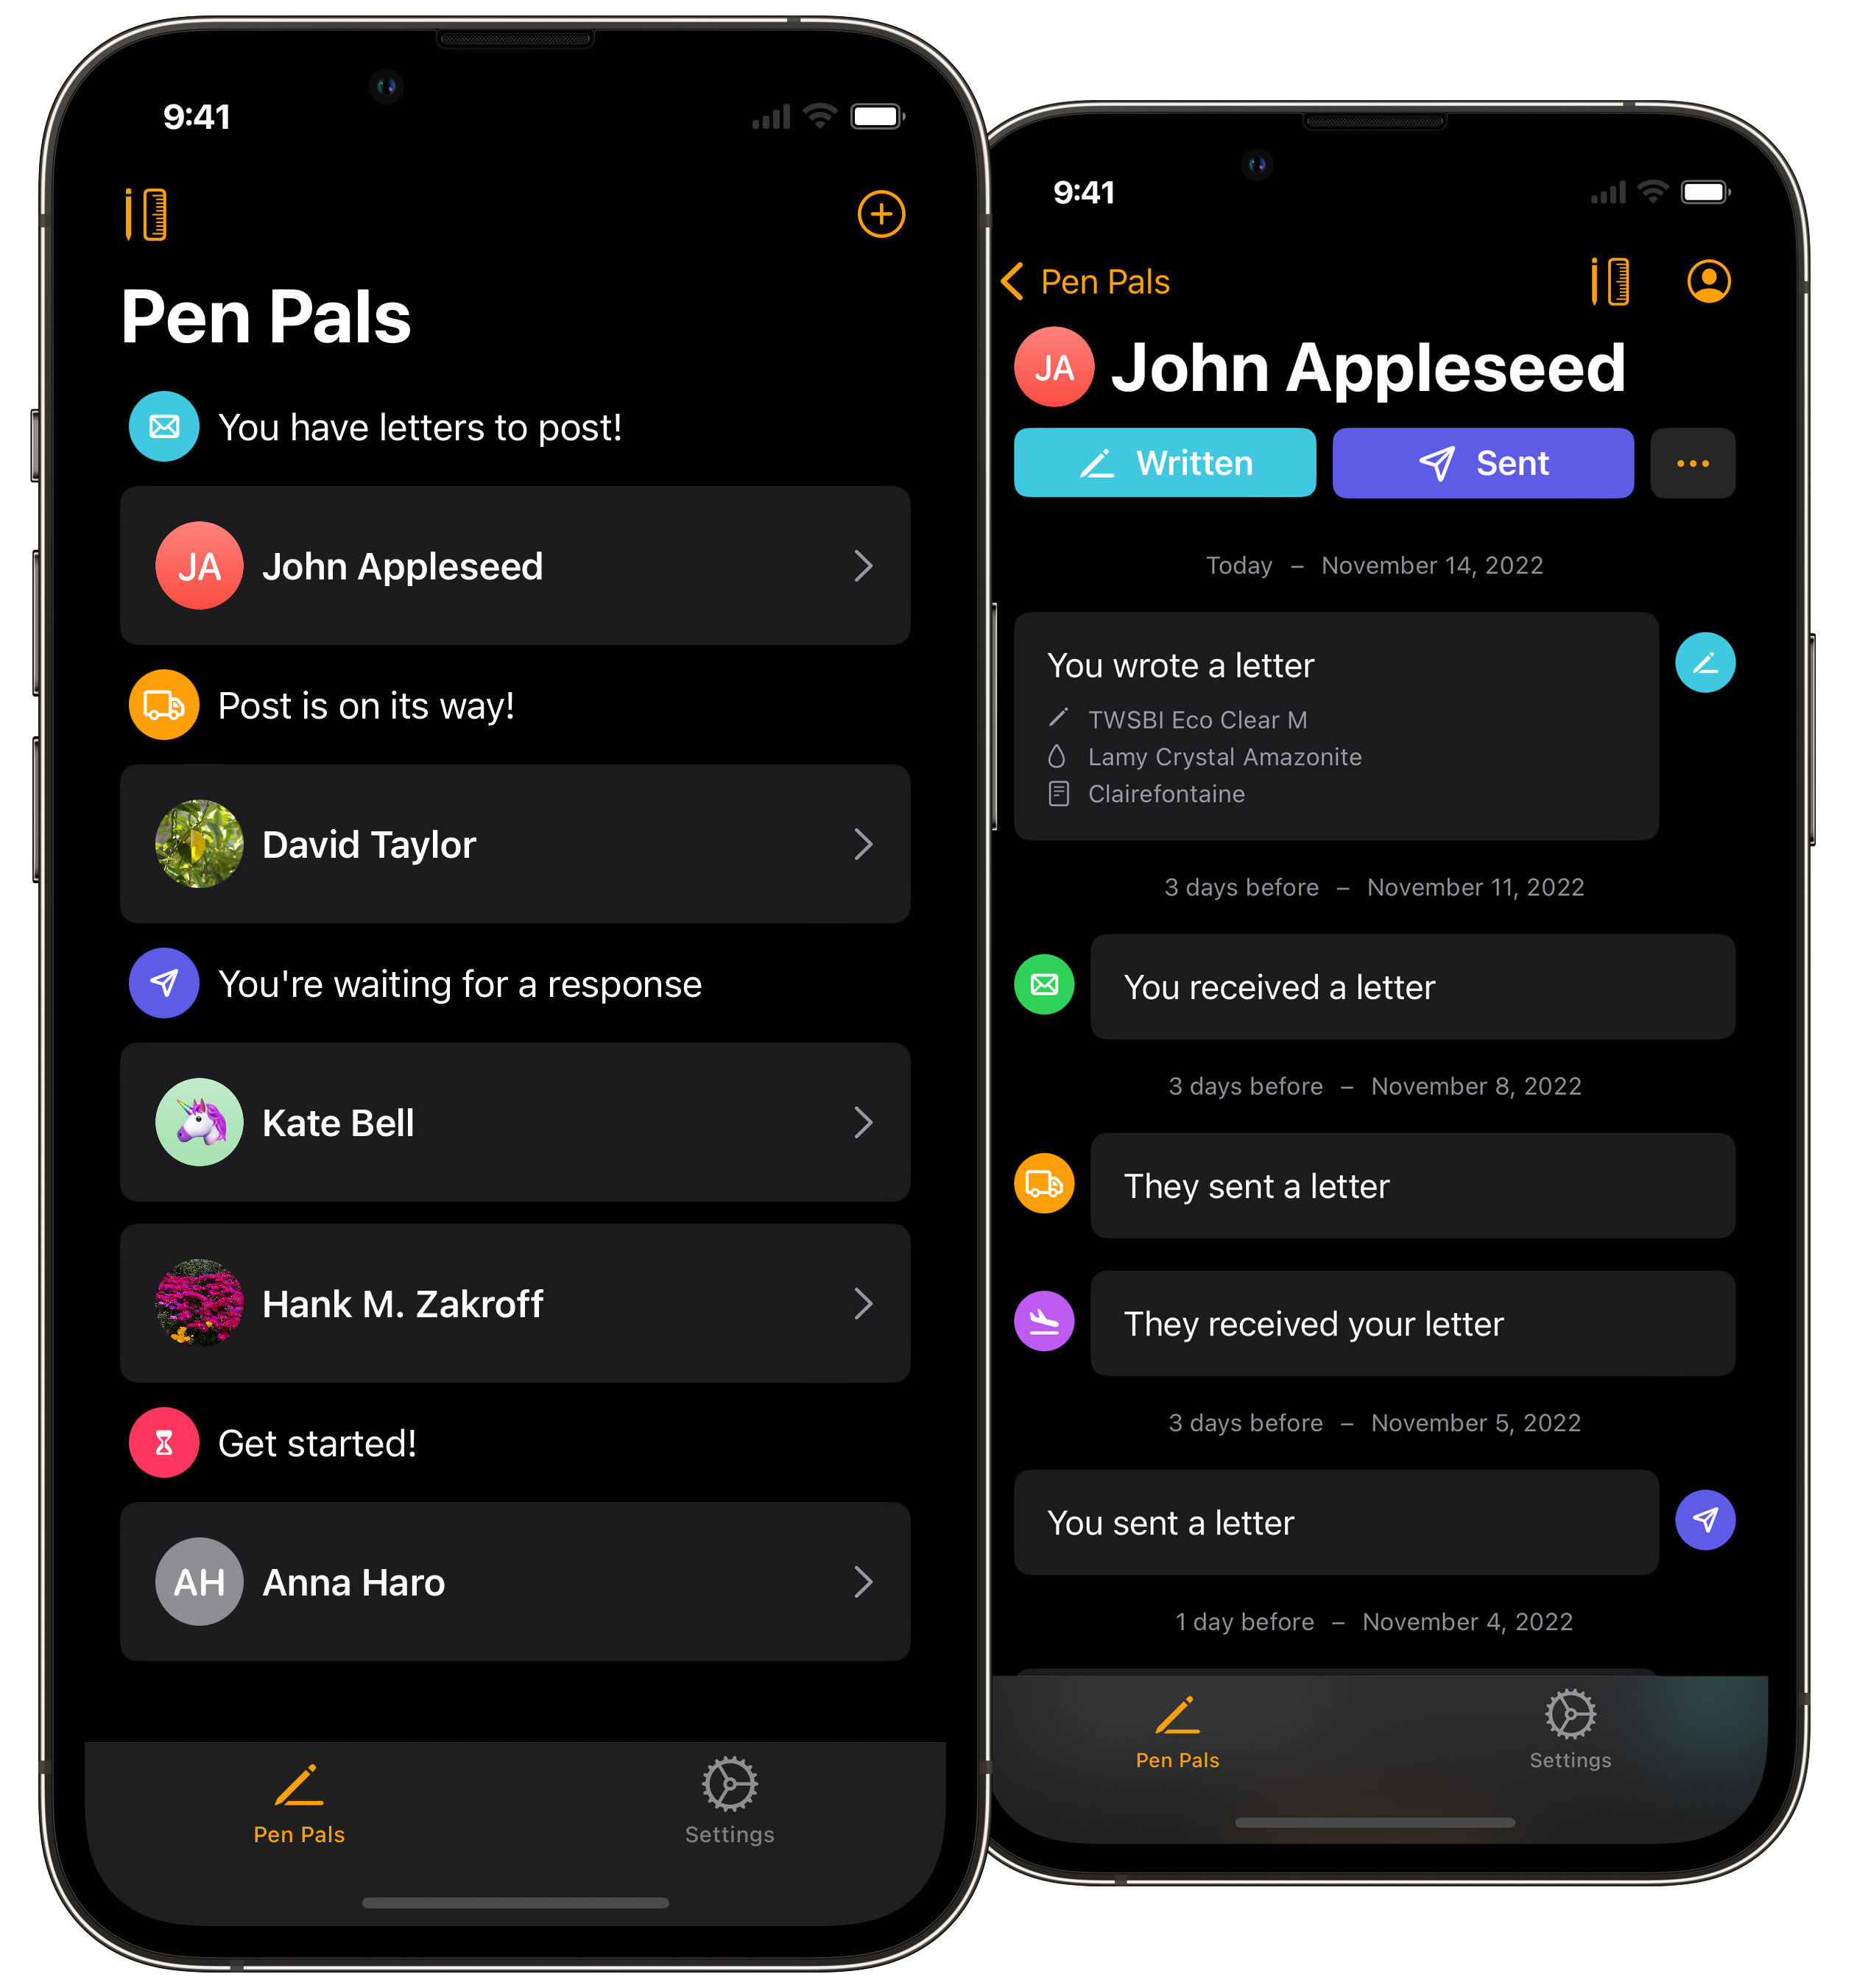 9:41
Pen Pals
You have letters to post!
JA John Appleseed
Post is on its way!
David Taylor
You're waiting for a response
Kate Bell
Hank M. Zakroff
Get started!
AH Anna Haro
Pen Pals
Settings
9:41
Pen Pals
JA John Appleseed
Written
Sent
Today – November 14, 2022
You wrote a letter
TWSBI Eco Clear M
Lamy Crystal Amazonite
Clairefontaine
3 days before – November 11, 2022
You received a letter
3 days before – November 8, 2022
They sent a letter
They received your letter
3 days before – November 5, 2022
You sent a letter
1 day before – November 4, 2022
Pen Pals
Settings